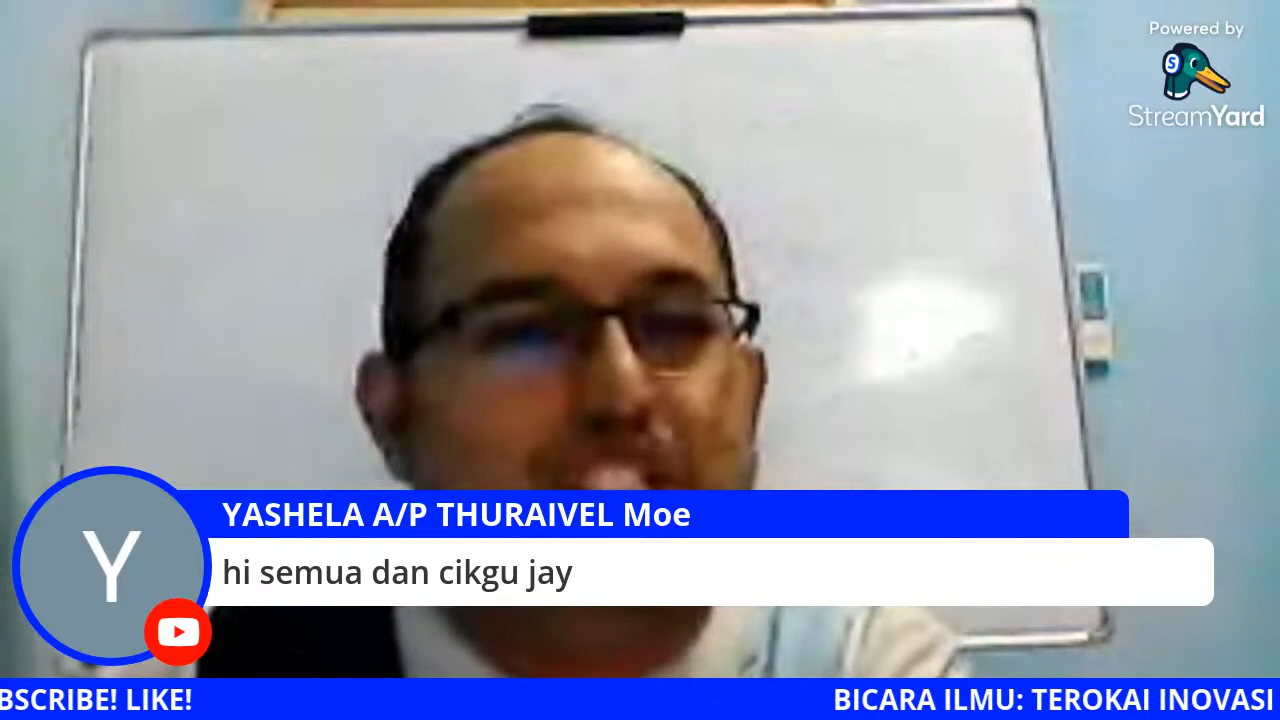 Powered by
S
StreamYard
Y
YASHELA A/P THURAIVEL Moe
hi semua dan cikgu jay
BSCRIBE! LIKE!
BICARA ILMU: TEROKAI INOVASI